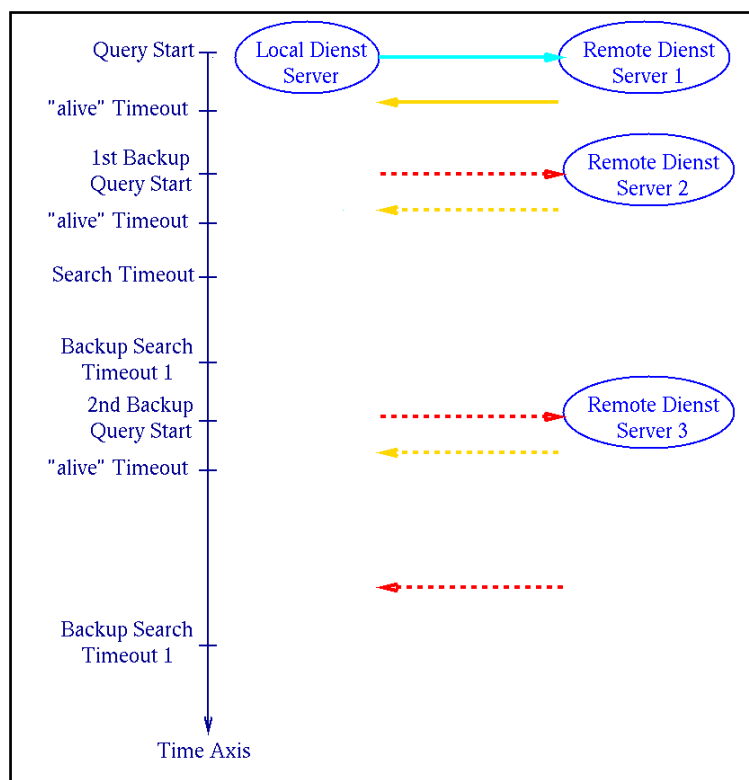 Query Start
Local Dienst
Server
Remote Dienst
Server 1
"alive" Timeout
1st Backup
Query Start
Remote Dienst
Server 2
"alive" Timeout
Search Timeout
Backup Search
Timeout 1
2nd Backup
Query Start
Remote Dienst
Server 3
"alive" Timeout
Backup Search
Timeout 1
Time Axis